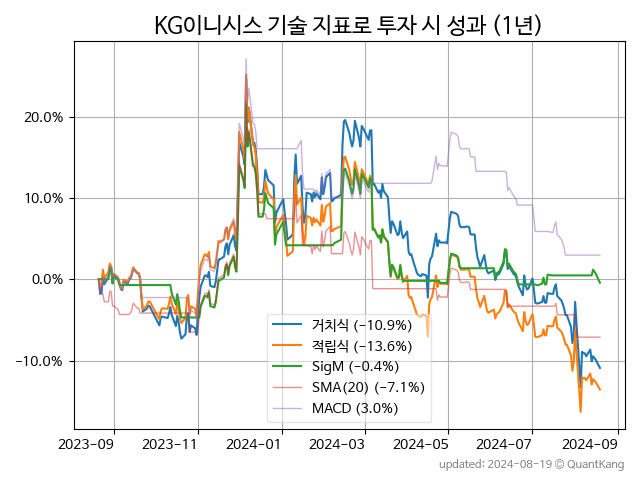 KG이니시스 기술 지표로 투자 시 성과 (1년)
20.0%
10.0%
0.0%
−10.0%
거치식 (−10.9%)
적립식 (−13.6%)
SigM (−0.4%)
SMA(20) (−7.1%)
MACD (3.0%)
2023-09 2023-11 2024-01 2024-03 2024-05 2024-07 2024-09
updated: 2024-08-19 © QuantKang